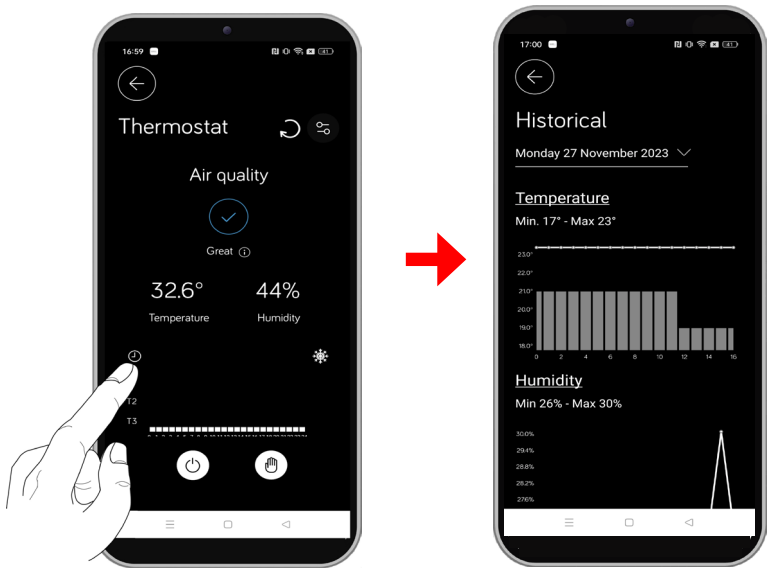 16:59
41
Thermostat
Air quality
Great
32.6° 44%
Temperature Humidity
T2
T3
17:00
41
Historical
Monday 27 November 2023
Temperature
Min. 17° - Max 23°
23.0°
22.0°
21.0°
20.0°
19.0°
18.0°
0 2 4 6 8 10 12 14 16
Humidity
Min 26% - Max 30%
30.0%
29.4%
28.8%
28.2%
27.6%